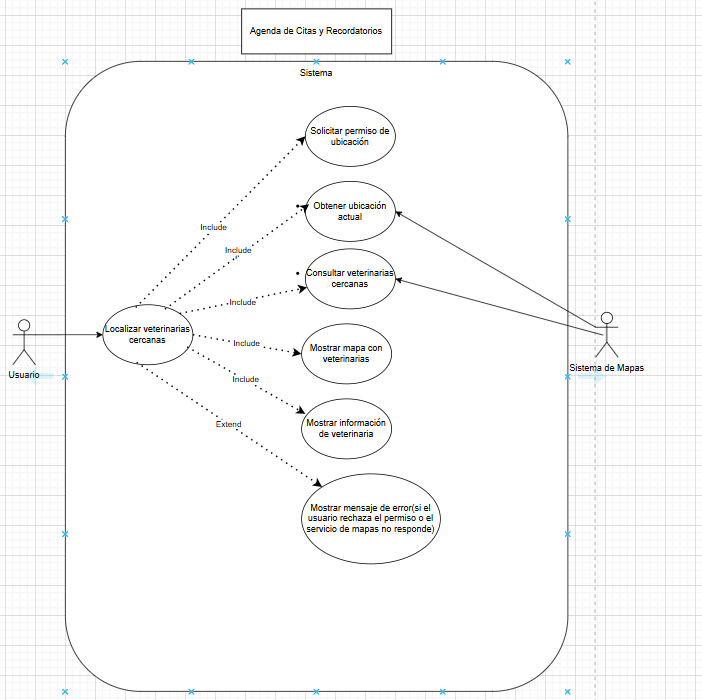 Agenda de Citas y Recordatorios
Sistema
Solicitar permiso de
ubicación
Include
Obtener ubicación
actual
Include
Consultar veterinarias
cercanas
Include
Localizar veterinarias
cercanas
Include
Mostrar mapa con
veterinarias
Usuario
Sistema de Mapas
Include
Mostrar información
de veterinaria
Extend
Mostrar mensaje de error(si el
usuario rechaza el permiso o el
servicio de mapas no responde)